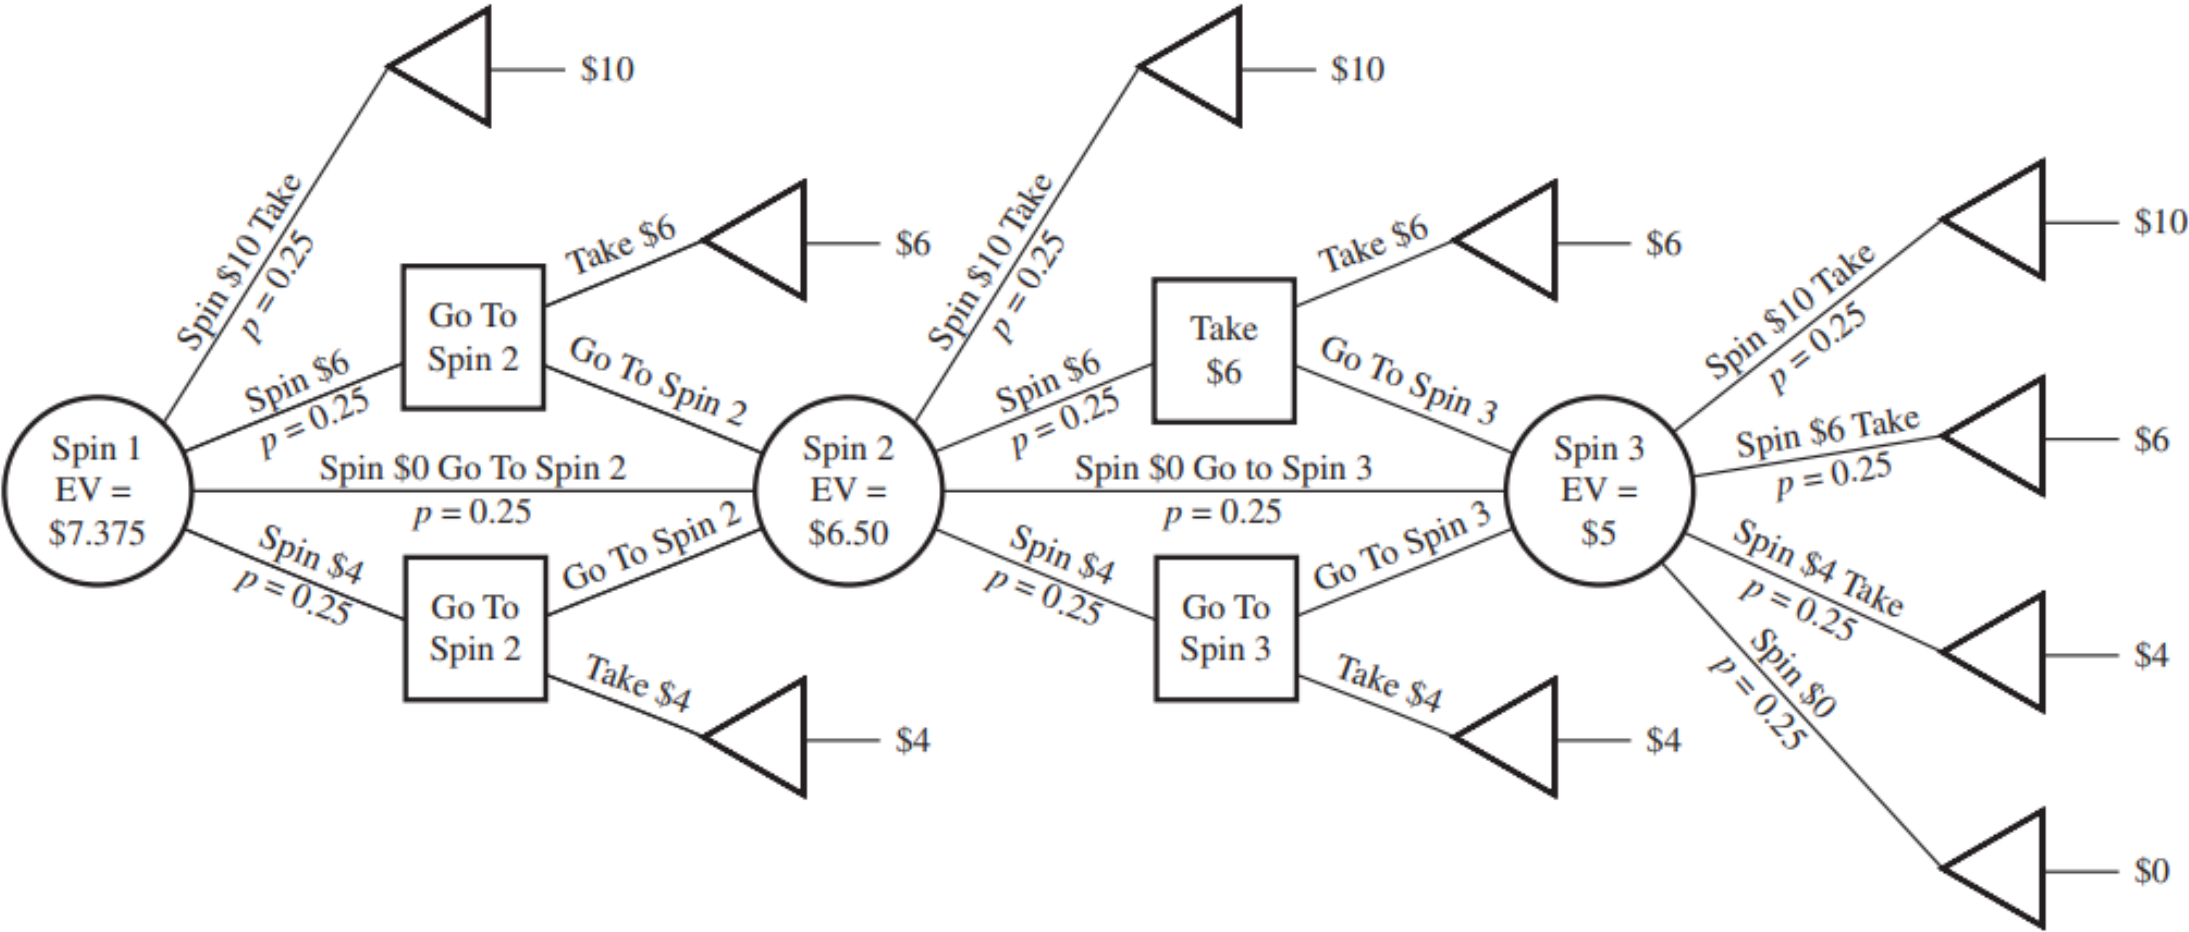 $10
Spin $10 Take
p = 0.25
Take $6
$6
Go To
Spin 2
Go To Spin 2
Spin $6
p = 0.25
Spin 1
EV =
$7.375
Spin $0 Go To Spin 2
p = 0.25
Spin $4
p = 0.25
Go To Spin 2
Go To
Spin 2
Take $4
$4
$10
Spin $10 Take
p = 0.25
Take $6
$6
Take
$6
Go To Spin 3
Spin $6
p = 0.25
Spin 2
EV =
$6.50
Spin $0 Go to Spin 3
p = 0.25
Spin $4
p = 0.25
Go To Spin 3
Go To
Spin 3
Take $4
$4
Spin 3
EV =
$5
Spin $10 Take
p = 0.25
$10
Spin $6 Take
p = 0.25
$6
Spin $4 Take
p = 0.25
$4
Spin $0
p = 0.25
$0